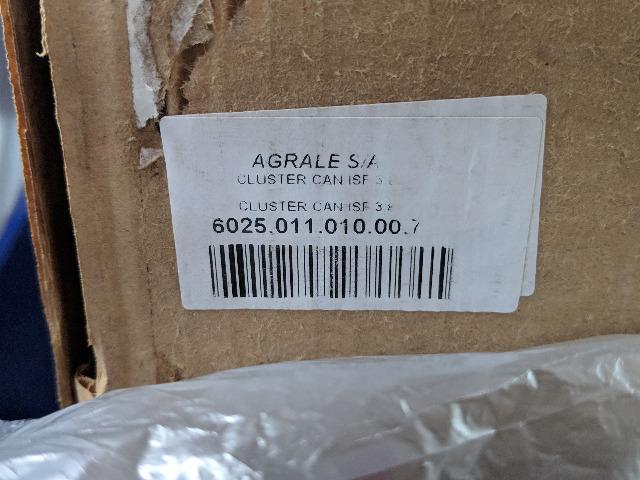 AGRALE S/A
CLUSTER CAN ISF 3.8
CLUSTER CAN ISF 3.8
6025.011.010.00.7